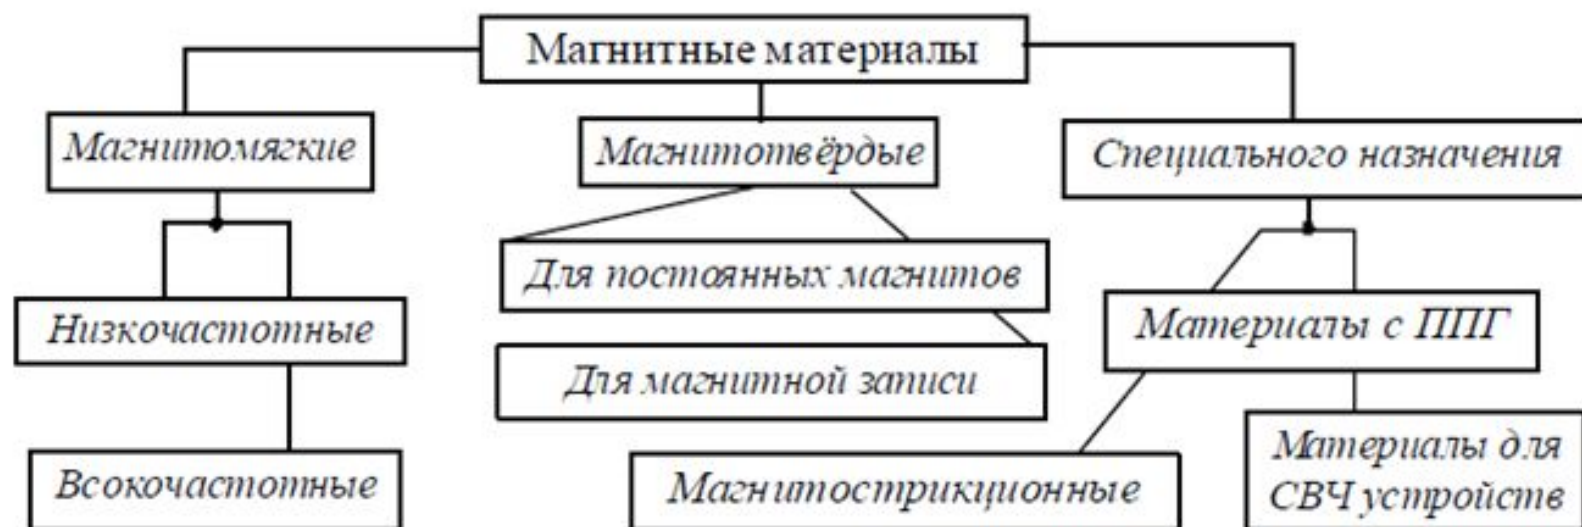 Магнитные материалы
Магнитомягкие
Магнитотвёрдые
Специального назначения
Для постоянных магнитов
Низкочастотные
Материалы с ППГ
Для магнитной записи
Всокочастотные
Магнитострикционные
Материалы для
СВЧ устройств